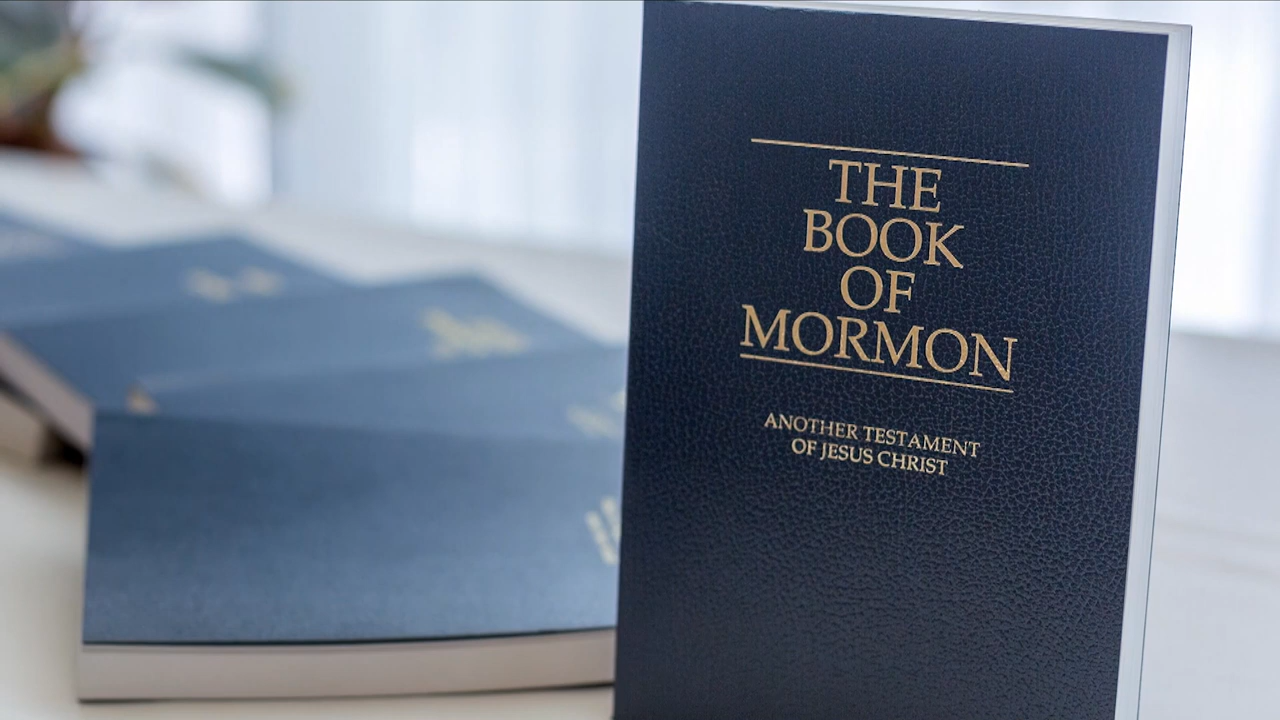 THE
BOOK
OF
MORMON
ANOTHER TESTAMENT
OF JESUS CHRIST